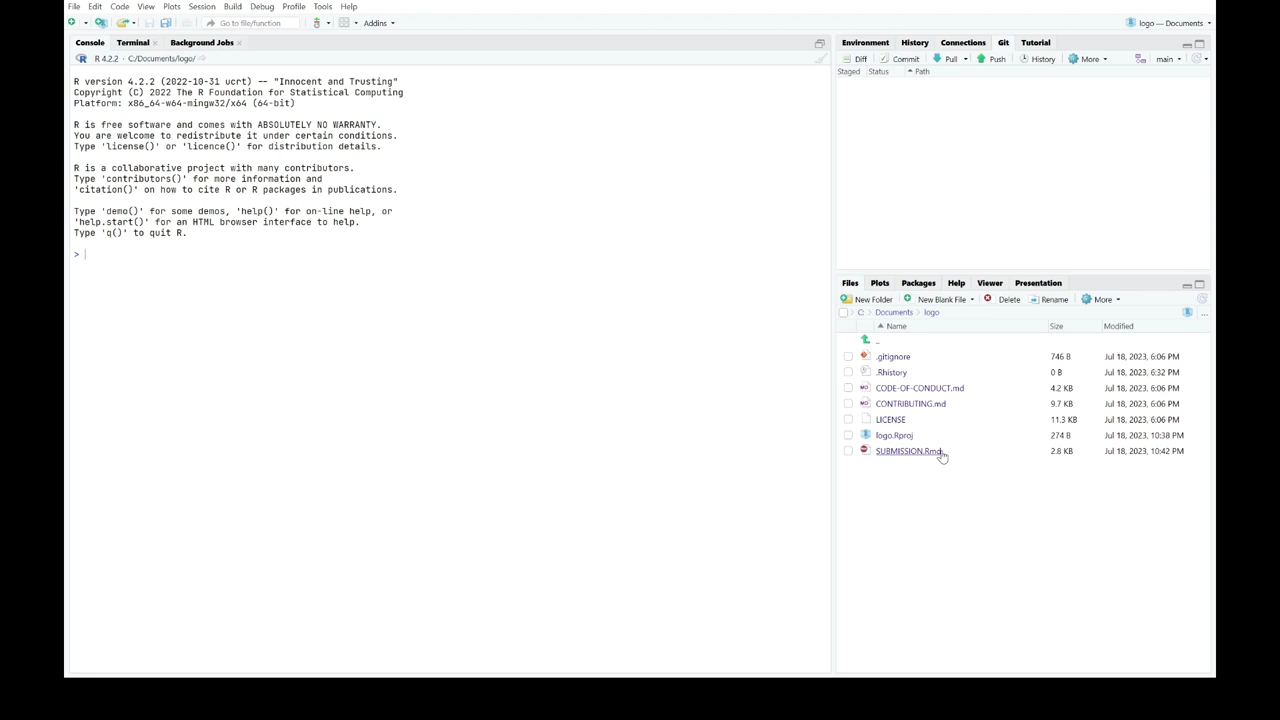 File Edit Code View Plots Session Build Debug Profile Tools Help
Go to file/function Addins logo — Documents
Console Terminal Background Jobs
R 4.2.2 · C:/Documents/logo/
R version 4.2.2 (2022-10-31 ucrt) -- "Innocent and Trusting"
Copyright (C) 2022 The R Foundation for Statistical Computing
Platform: x86_64-w64-mingw32/x64 (64-bit)
R is free software and comes with ABSOLUTELY NO WARRANTY.
You are welcome to redistribute it under certain conditions.
Type 'license()' or 'licence()' for distribution details.
R is a collaborative project with many contributors.
Type 'contributors()' for more information and
'citation()' on how to cite R or R packages in publications.
Type 'demo()' for some demos, 'help()' for on-line help, or
'help.start()' for an HTML browser interface to help.
Type 'q()' to quit R.
>
Environment History Connections Git Tutorial
Diff Commit Pull Push History More main
Staged Status Path
Files Plots Packages Help Viewer Presentation
New Folder New Blank File Delete Rename More
C: Documents logo ...
Name Size Modified
..
.gitignore 746 B Jul 18, 2023, 6:06 PM
.Rhistory 0 B Jul 18, 2023, 6:32 PM
CODE-OF-CONDUCT.md 4.2 KB Jul 18, 2023, 6:06 PM
CONTRIBUTING.md 9.7 KB Jul 18, 2023, 6:06 PM
LICENSE 11.3 KB Jul 18, 2023, 6:06 PM
logo.Rproj 274 B Jul 18, 2023, 10:38 PM
SUBMISSION.Rmd 2.8 KB Jul 18, 2023, 10:42 PM